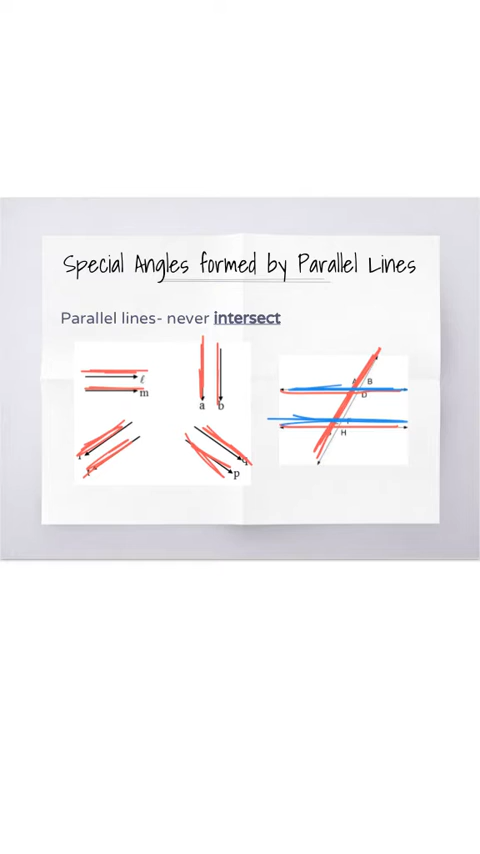 Special Angles formed by Parallel Lines
Parallel lines- never intersect
ℓ
m
a b
q
p
A B
D
F
H